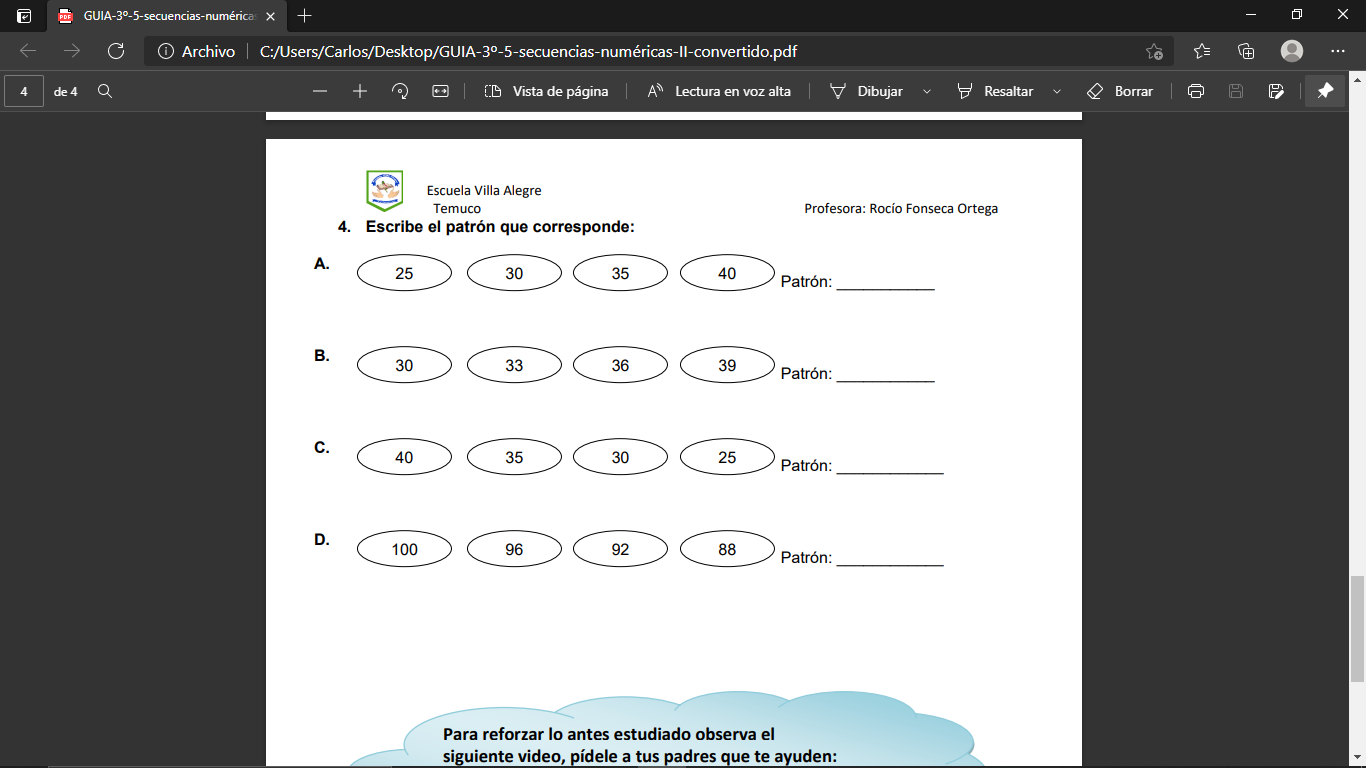 GUIA-3º-5-secuencias-numéricas
Archivo C:/Users/Carlos/Desktop/GUIA-3º-5-secuencias-numéricas-II-convertido.pdf
4 de 4 Vista de página Lectura en voz alta Dibujar Resaltar Borrar
Escuela Villa Alegre
Temuco Profesora: Rocío Fonseca Ortega
4. Escribe el patrón que corresponde:
A. 25 30 35 40 Patrón: ___________
B. 30 33 36 39 Patrón: ___________
C. 40 35 30 25 Patrón: ____________
D. 100 96 92 88 Patrón: ____________
Para reforzar lo antes estudiado observa el
siguiente video, pídele a tus padres que te ayuden: